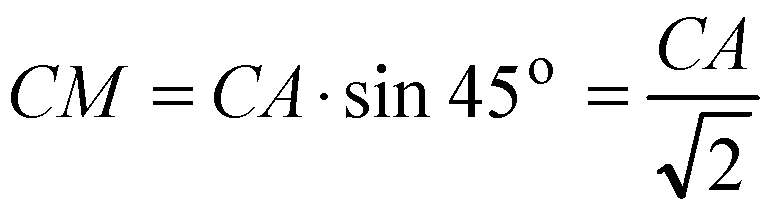 CM = CA · sin 45° = CA/√2